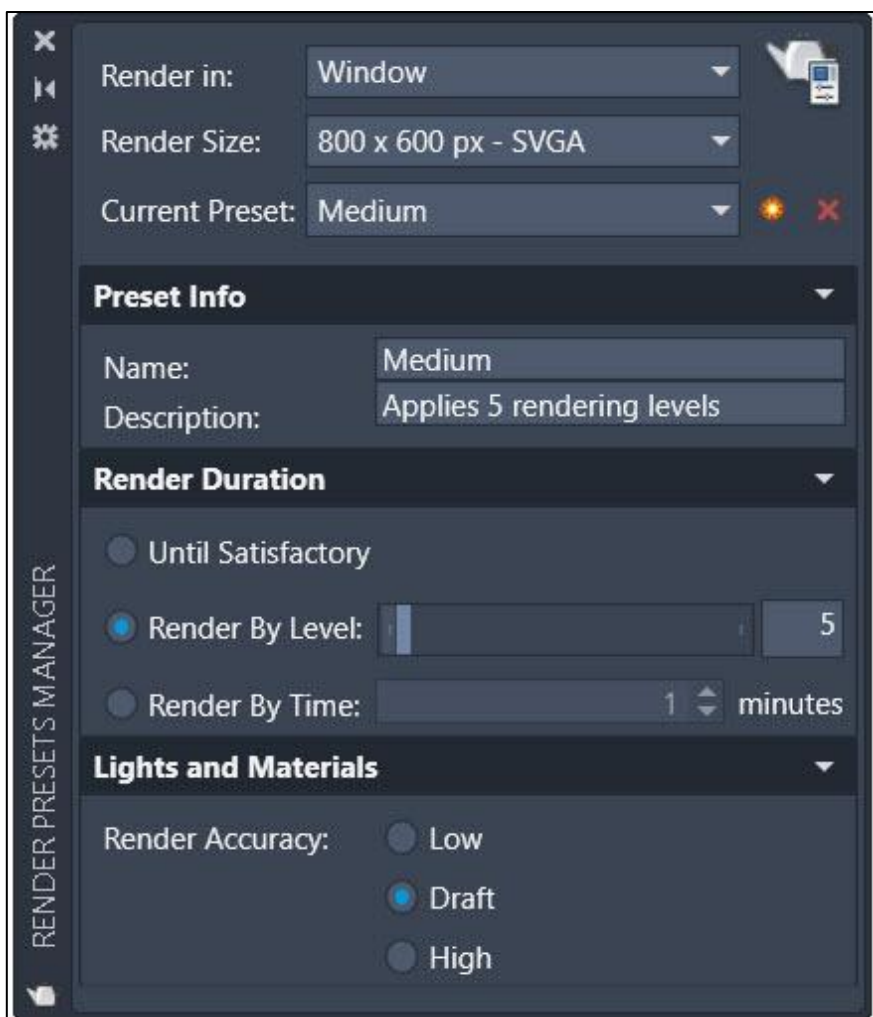 Render in: Window
Render Size: 800 x 600 px - SVGA
Current Preset: Medium
Preset Info
Name: Medium
Description: Applies 5 rendering levels
Render Duration
Until Satisfactory
Render By Level: 5
Render By Time: 1 minutes
Lights and Materials
Render Accuracy: Low
Draft
High
RENDER PRESETS MANAGER